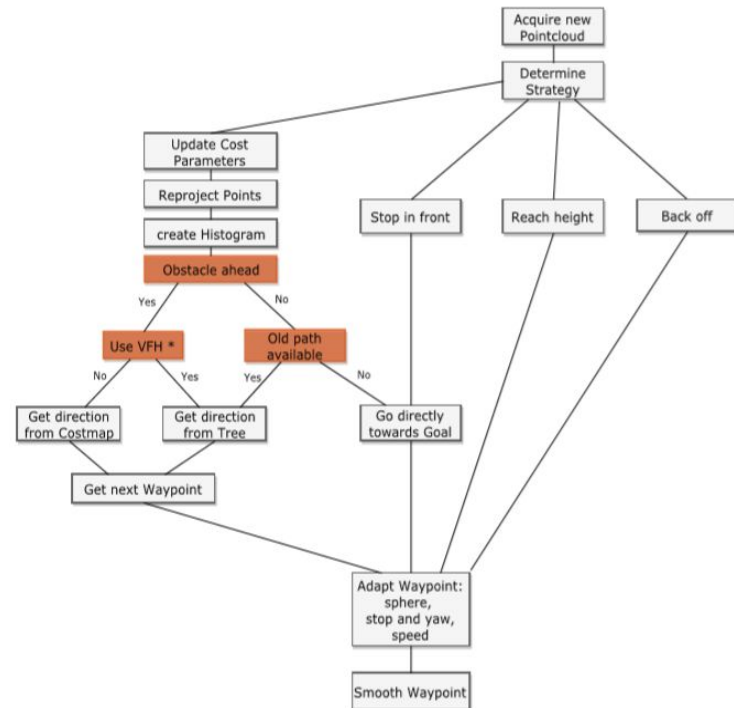 Acquire new
Pointcloud
Determine
Strategy
Update Cost
Parameters
Reproject Points
create Histogram
Stop in front
Reach height
Back off
Obstacle ahead
Yes
No
Use VFH *
Old path
available
No
Yes
Yes
No
Get direction
from Costmap
Get direction
from Tree
Go directly
towards Goal
Get next Waypoint
Adapt Waypoint:
sphere,
stop and yaw,
speed
Smooth Waypoint